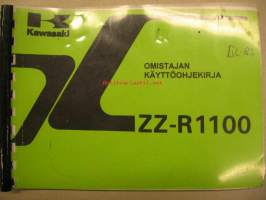 Kawasaki
OMISTAJAN
KÄYTTÖOHJEKIRJA
ZZ-R1100